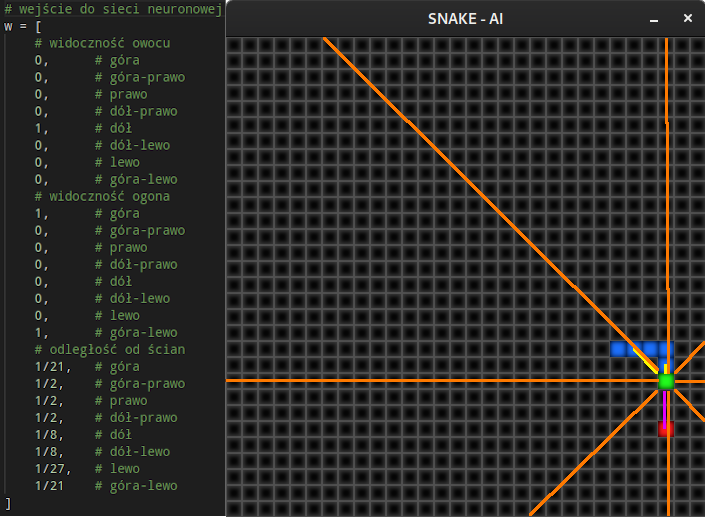 # wejście do sieci neuronowej
w = [
# widoczność owocu
0, # góra
0, # góra-prawo
0, # prawo
0, # dół-prawo
1, # dół
0, # dół-lewo
0, # lewo
0, # góra-lewo
# widoczność ogona
1, # góra
0, # góra-prawo
0, # prawo
0, # dół-prawo
0, # dół
0, # dół-lewo
0, # lewo
1, # góra-lewo
# odległość od ścian
1/21, # góra
1/2, # góra-prawo
1/2, # prawo
1/2, # dół-prawo
1/8, # dół
1/8, # dół-lewo
1/27, # lewo
1/21 # góra-lewo
]
SNAKE - AI